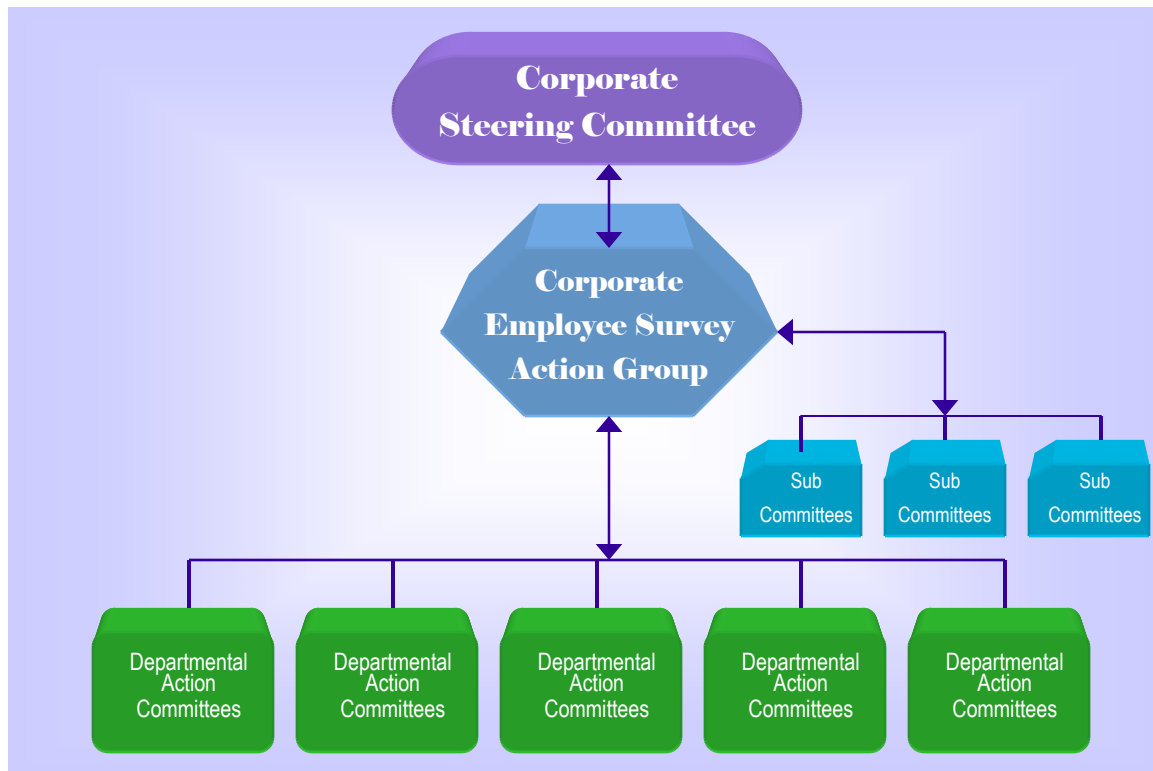 Corporate
Steering Committee
Corporate
Employee Survey
Action Group
Sub
Committees
Sub
Committees
Sub
Committees
Departmental
Action
Committees
Departmental
Action
Committees
Departmental
Action
Committees
Departmental
Action
Committees
Departmental
Action
Committees